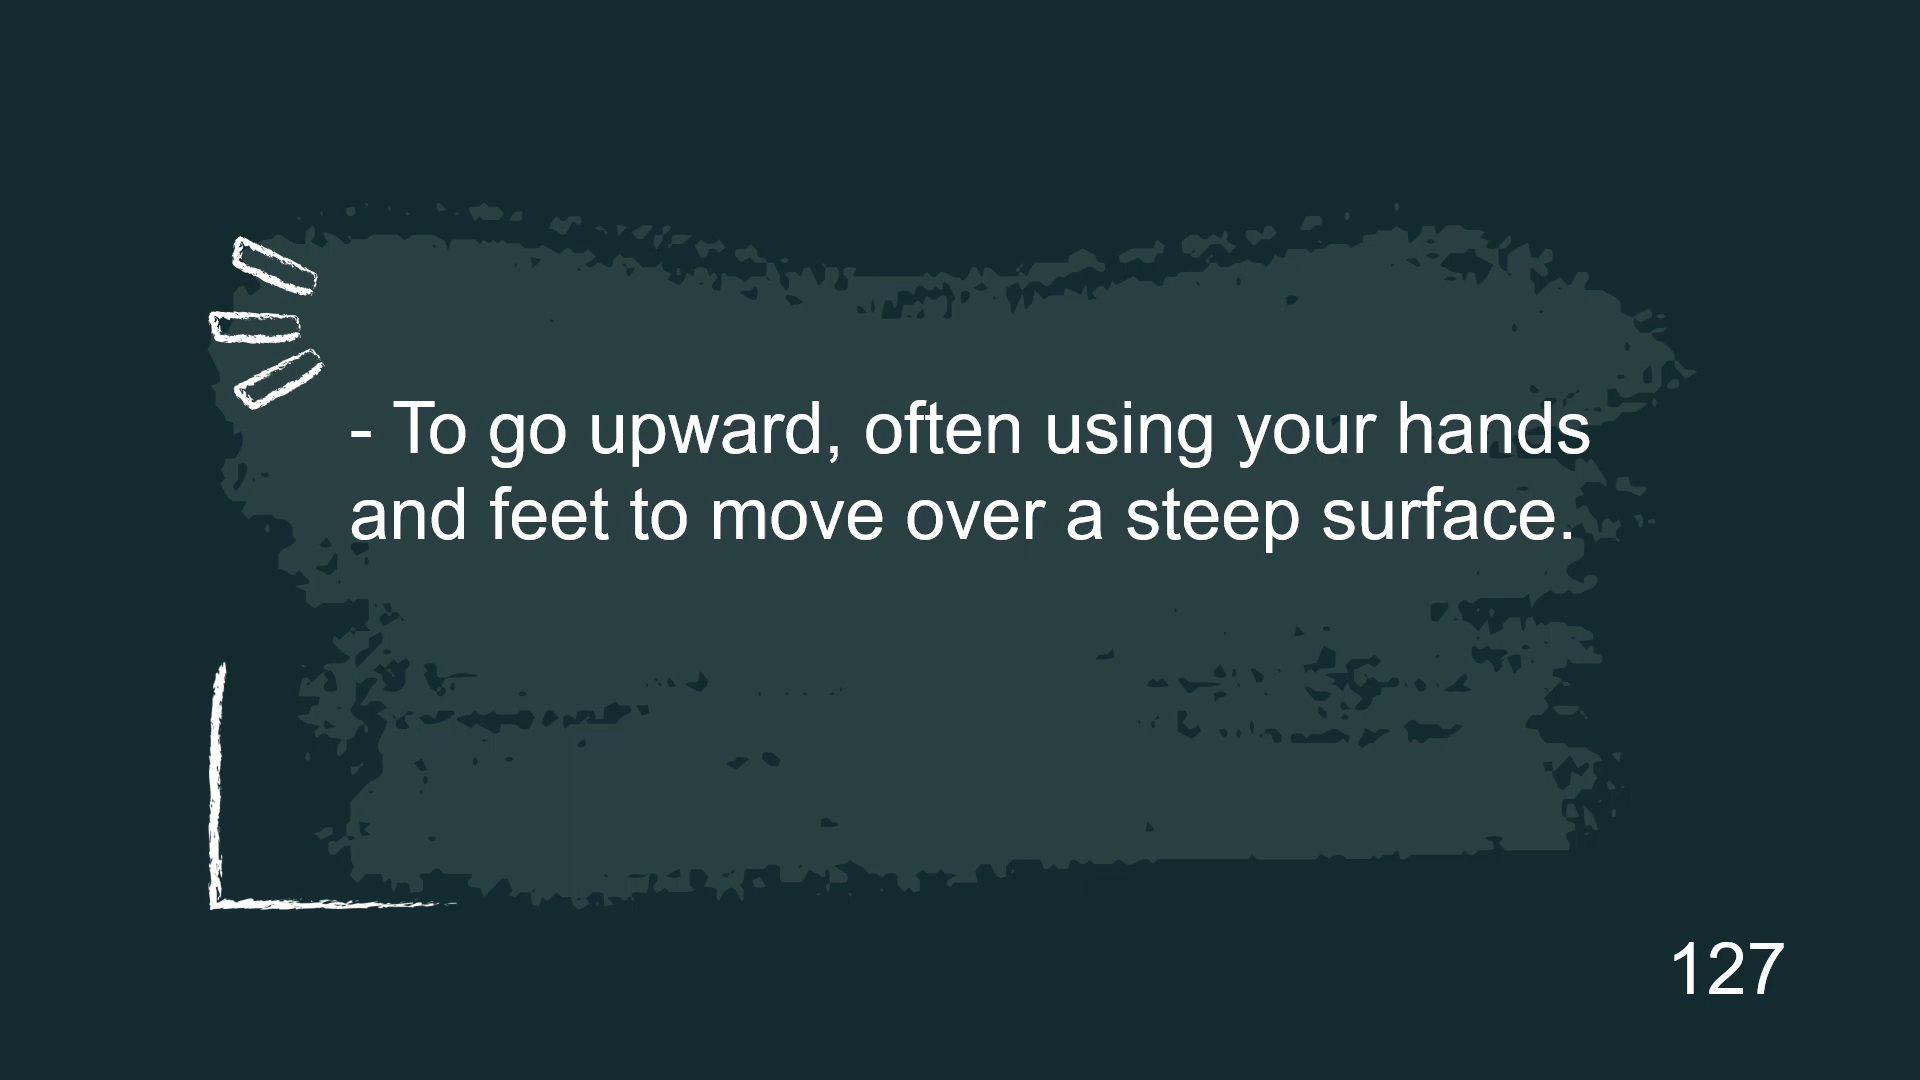 - To go upward, often using your hands
and feet to move over a steep surface.
127